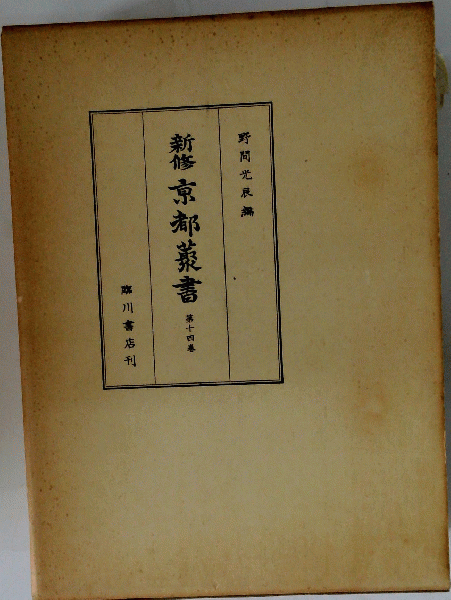 野間光辰編
新修京都叢書 第十四巻
臨川書店刊